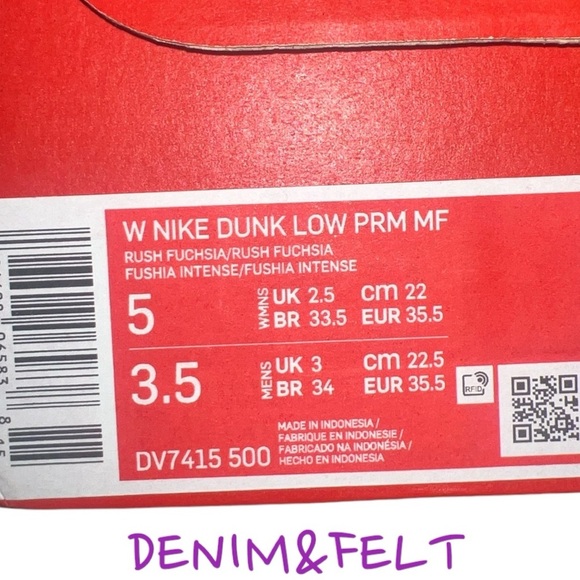 W NIKE DUNK LOW PRM MF
RUSH FUCHSIA/RUSH FUCHSIA
FUSHIA INTENSE/FUSHIA INTENSE
5 WMNS UK 2.5 cm 22
BR 33.5 EUR 35.5
3.5 MENS UK 3 cm 22.5
BR 34 EUR 35.5
RFID
DV7415 500
MADE IN INDONESIA /
FABRIQUE EN INDONESIE /
FABRICADO NA INDONÉSIA /
HECHO EN INDONESIA
DENIM&FELT